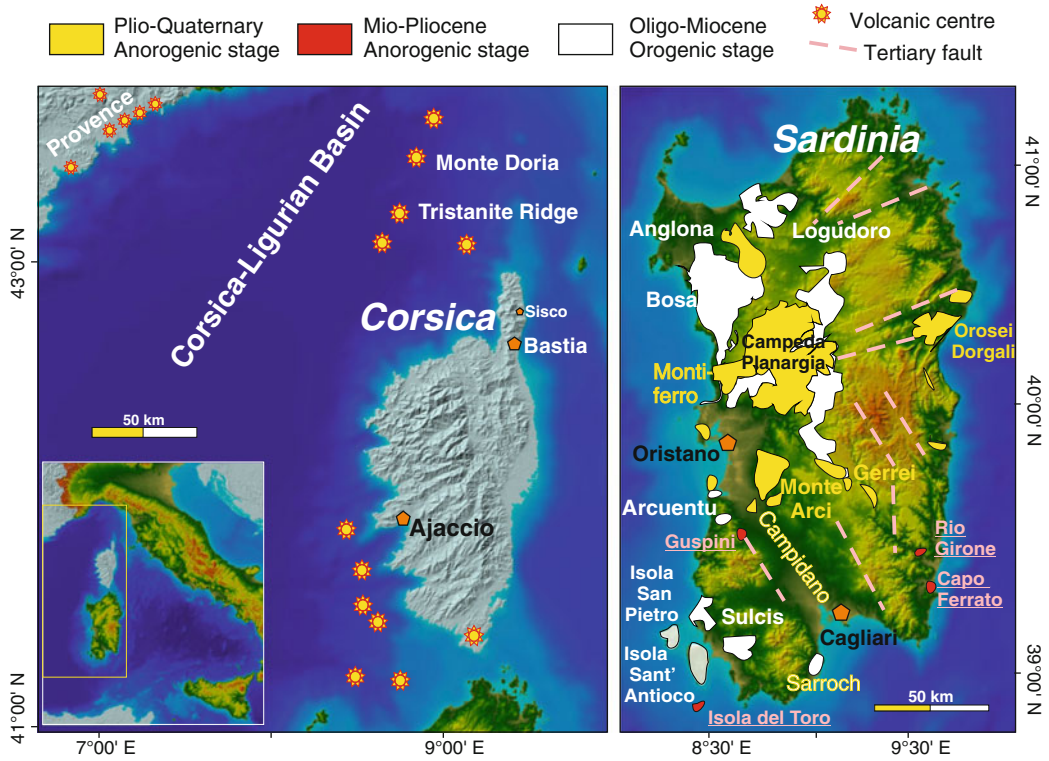 Plio-Quaternary
Anorogenic stage
Mio-Pliocene
Anorogenic stage
Oligo-Miocene
Orogenic stage
Volcanic centre
Tertiary fault
Provence
Corsica-Ligurian Basin
Monte Doria
Tristanite Ridge
Corsica
Sisco
Bastia
Ajaccio
50 km
43°00' N
41°00' N
7°00' E
9°00' E
Sardinia
Anglona
Logudoro
Bosa
Campeda
Planargia
Orosei
Dorgali
Monti-
ferro
Oristano
Gerrei
Monte
Arci
Arcuentu
Campidano
Guspini
Rio
Girone
Capo
Ferrato
Isola
San
Pietro
Sulcis
Cagliari
Isola
Sant'
Antioco
Sarroch
Isola del Toro
50 km
41°00' N
40°00' N
39°00' N
8°30' E
9°30' E